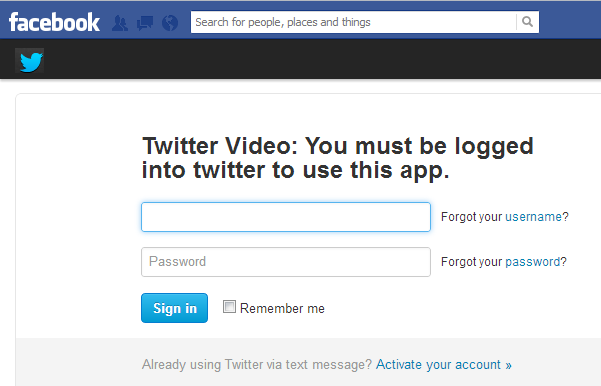 facebook
Search for people, places and things
Twitter Video: You must be logged
into twitter to use this app.
Forgot your username?
Password
Forgot your password?
Sign in
Remember me
Already using Twitter via text message? Activate your account »